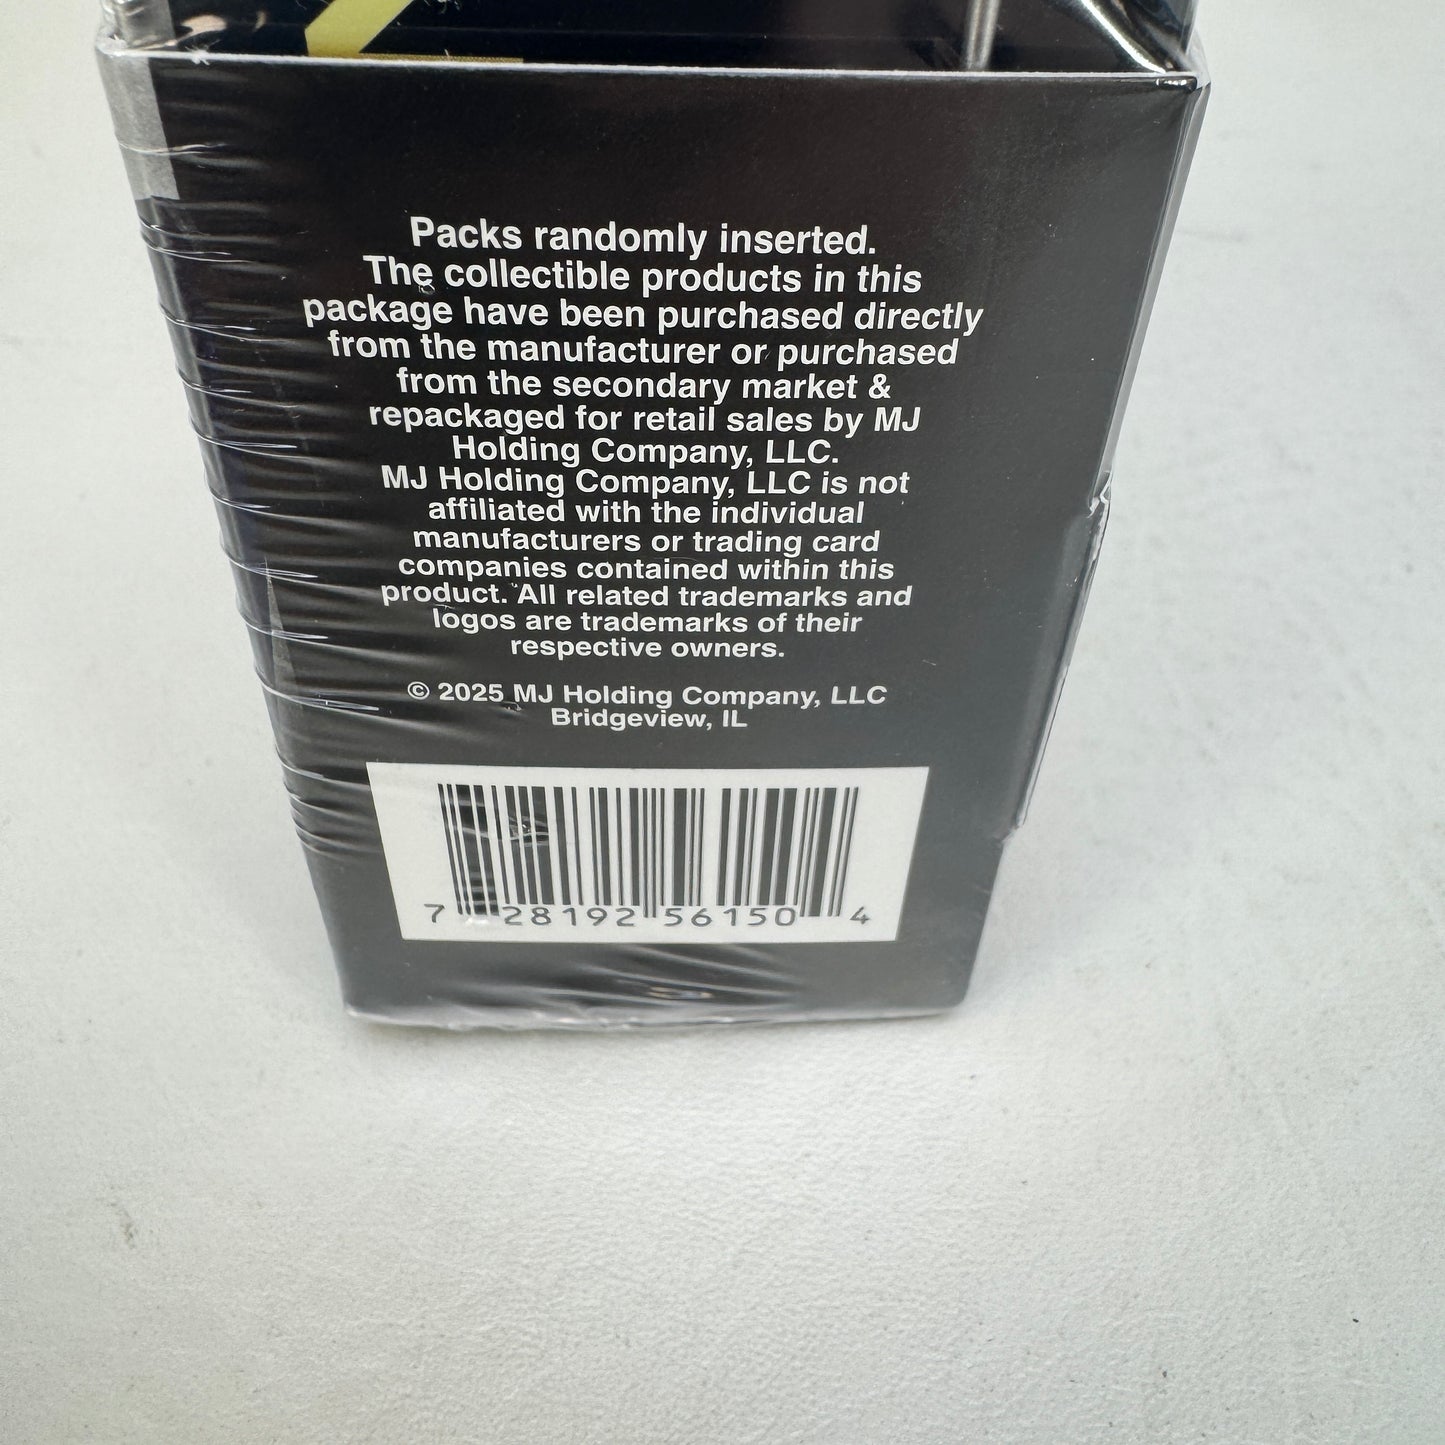 Packs randomly inserted.
The collectible products in this
package have been purchased directly
from the manufacturer or purchased
from the secondary market &
repackaged for retail sales by MJ
Holding Company, LLC.
MJ Holding Company, LLC is not
affiliated with the individual
manufacturers or trading card
companies contained within this
product. All related trademarks and
logos are trademarks of their
respective owners.
© 2025 MJ Holding Company, LLC
Bridgeview, IL
7 28192 56150 4